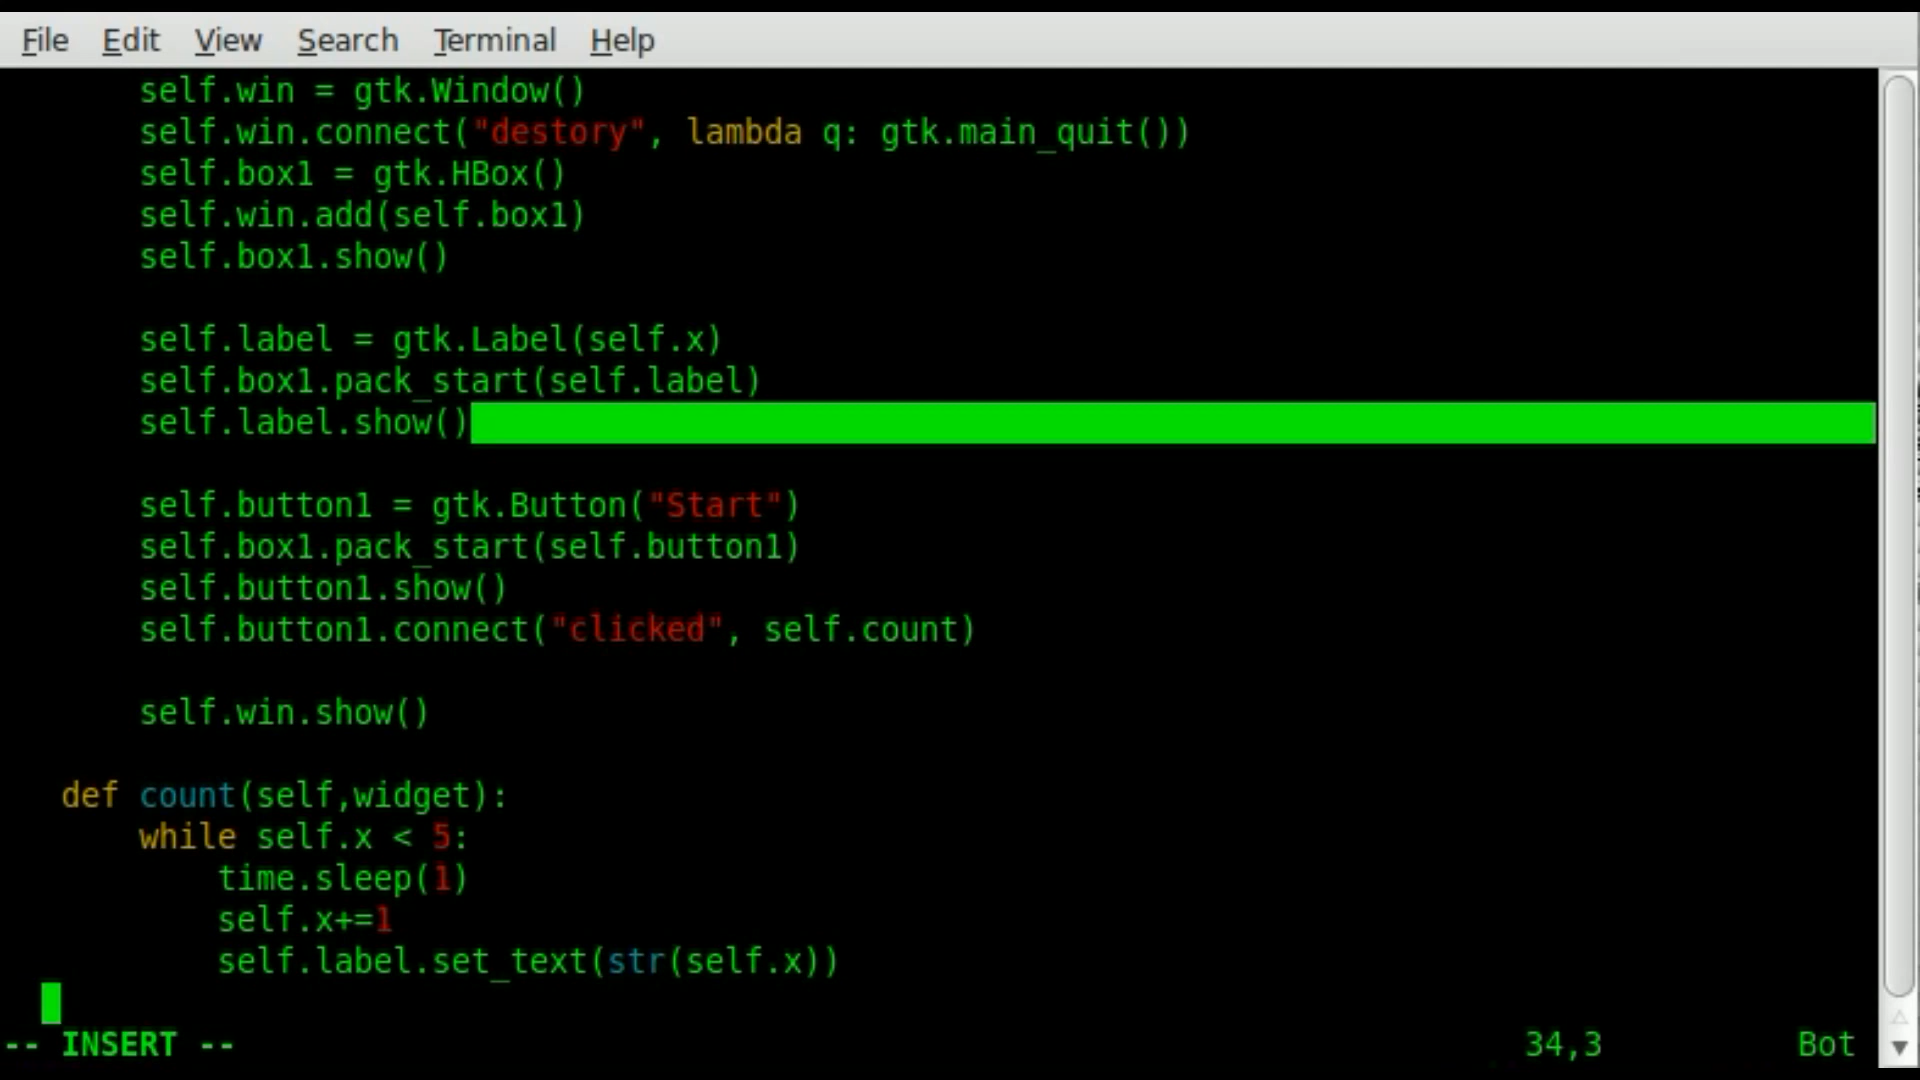 File Edit View Search Terminal Help
self.win = gtk.Window()
self.win.connect("destory", lambda q: gtk.main_quit())
self.box1 = gtk.HBox()
self.win.add(self.box1)
self.box1.show()
self.label = gtk.Label(self.x)
self.box1.pack_start(self.label)
self.label.show()
self.button1 = gtk.Button("Start")
self.box1.pack_start(self.button1)
self.button1.show()
self.button1.connect("clicked", self.count)
self.win.show()
def count(self,widget):
while self.x < 5:
time.sleep(1)
self.x+=1
self.label.set_text(str(self.x))
-- INSERT -- 34,3 Bot